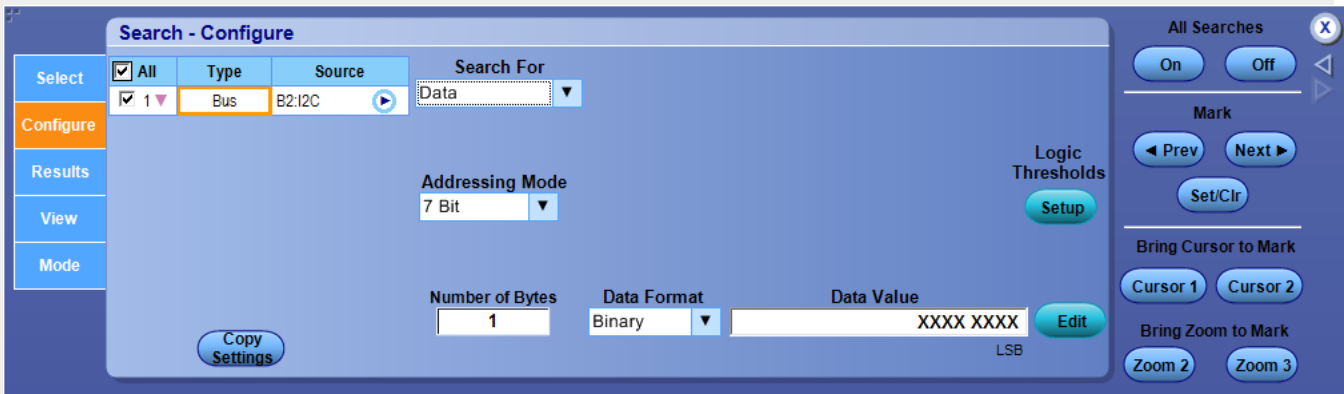 Search - Configure
All Searches
X
Select
All
Type
Source
Search For
On
Off
1
Bus
B2:I2C
Data
Configure
Mark
Prev
Next
Results
Addressing Mode
Logic
Thresholds
7 Bit
Setup
Set/Clr
View
Mode
Bring Cursor to Mark
Cursor 1
Cursor 2
Number of Bytes
Data Format
Data Value
1
Binary
XXXX XXXX
Edit
LSB
Copy
Settings
Bring Zoom to Mark
Zoom 2
Zoom 3